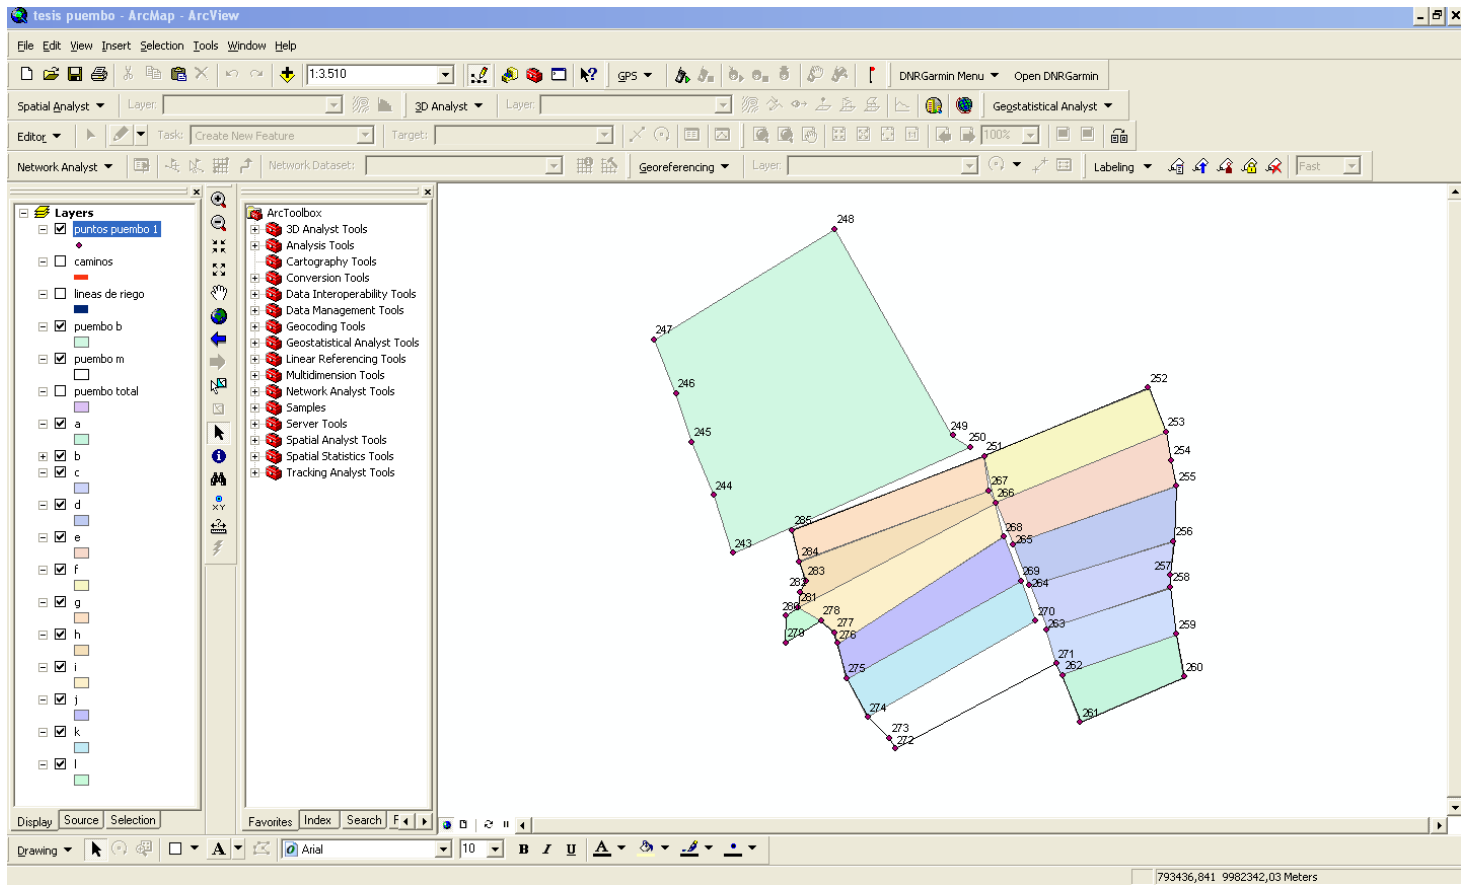 tesis puembo - ArcMap - ArcView
File Edit View Insert Selection Tools Window Help
1:3.510 GPS DNRGarmin Menu Open DNRGarmin
Spatial Analyst Layer: 3D Analyst Layer: Geostatistical Analyst
Editor Task: Create New Feature Target: 100%
Network Analyst Network Dataset: Georeferencing Layer: Labeling Fast
Layers
puntos puembo 1
caminos
lineas de riego
puembo b
puembo m
puembo total
a
b
c
d
e
f
g
h
i
j
k
l
Display Source Selection
ArcToolbox
3D Analyst Tools
Analysis Tools
Cartography Tools
Conversion Tools
Data Interoperability Tools
Data Management Tools
Geocoding Tools
Geostatistical Analyst Tools
Linear Referencing Tools
Multidimension Tools
Network Analyst Tools
Samples
Server Tools
Spatial Analyst Tools
Spatial Statistics Tools
Tracking Analyst Tools
Favorites Index Search
248
247
246
245
244
243
249
250
251
252
253
254
255
256
257
258
259
260
261
262
263
264
265
266
267
268
269
270
271
272
273
274
275
276
277
278
279
280
281
282
283
284
285
Drawing A Arial 10 B I U A
793436,841 9982342,03 Meters